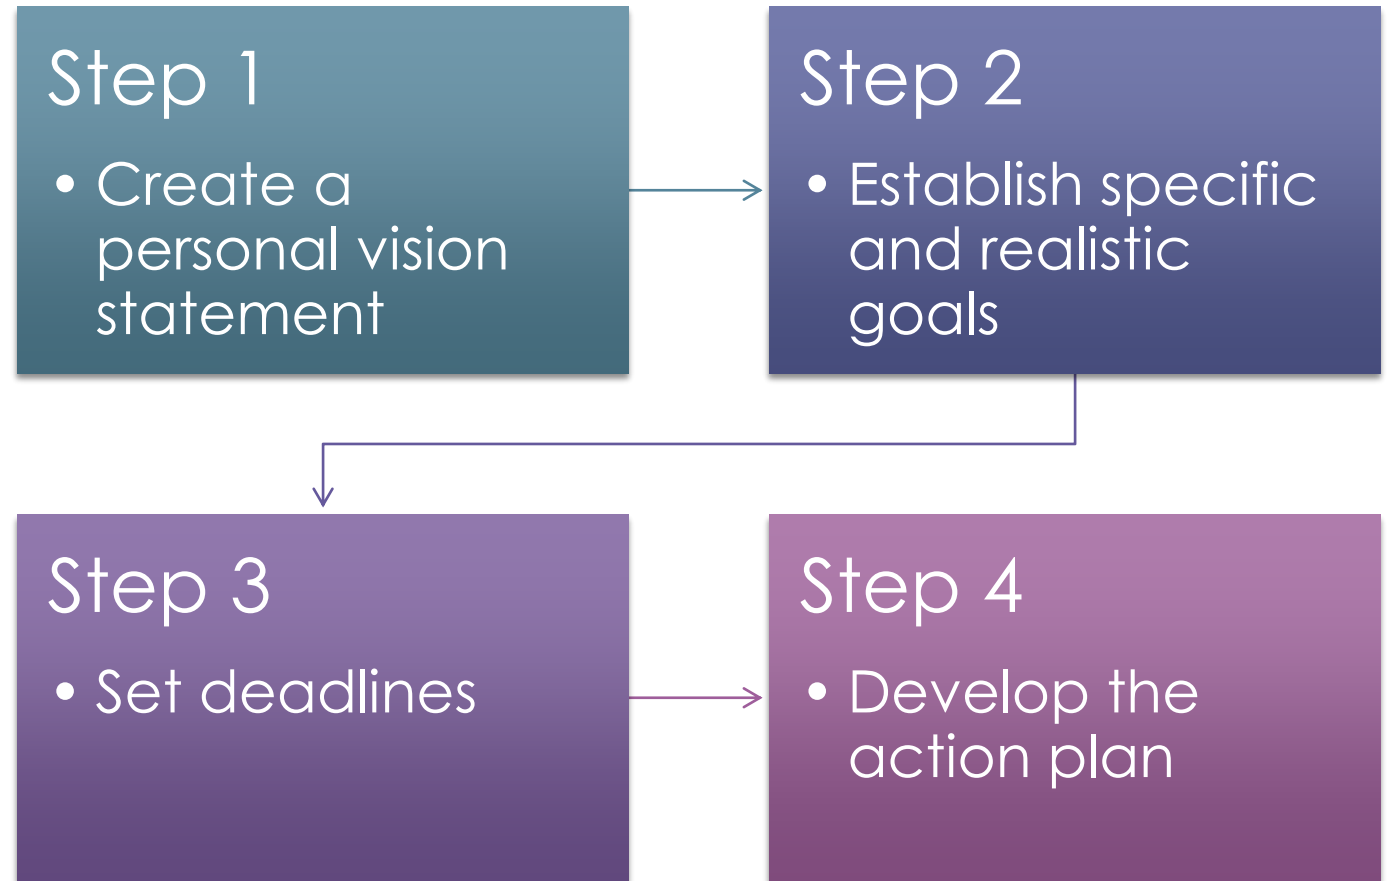 Step 1
• Create a
personal vision
statement
Step 2
• Establish specific
and realistic
goals
Step 3
• Set deadlines
Step 4
• Develop the
action plan